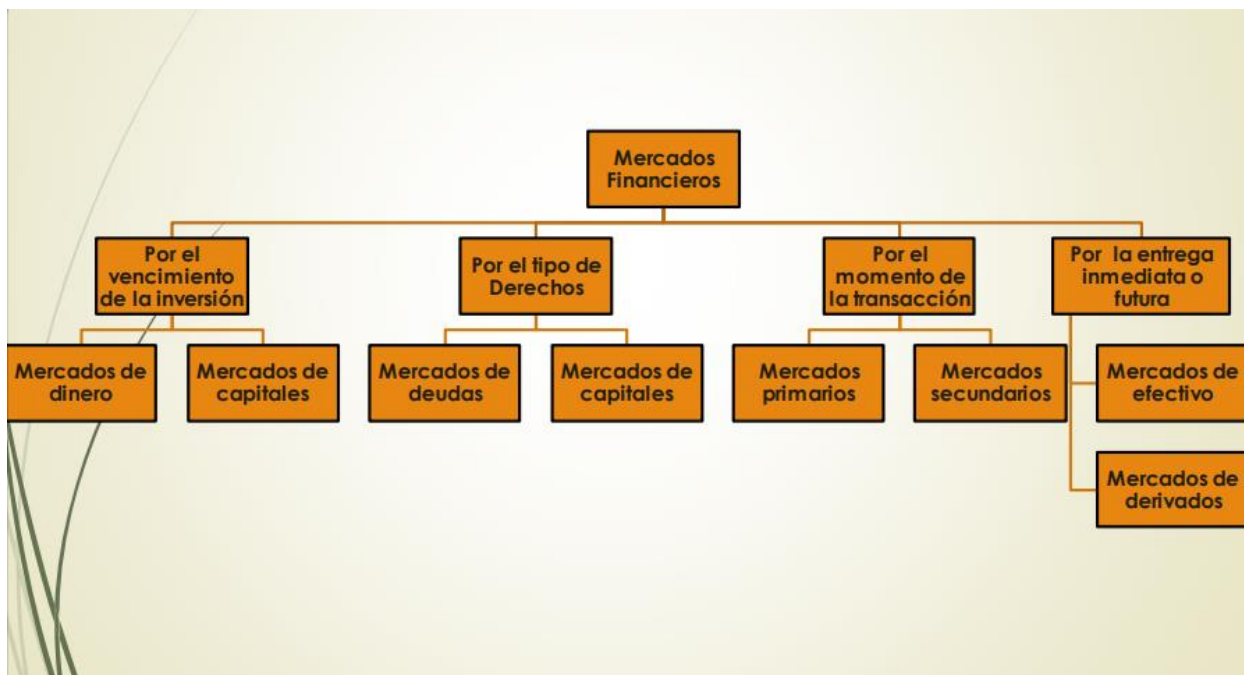 Mercados
Financieros
Por el
vencimiento
de la inversión
Por el tipo de
Derechos
Por el
momento de
la transacción
Por la entrega
inmediata o
futura
Mercados de
dinero
Mercados de
capitales
Mercados de
deudas
Mercados de
capitales
Mercados
primarios
Mercados
secundarios
Mercados de
efectivo
Mercados de
derivados